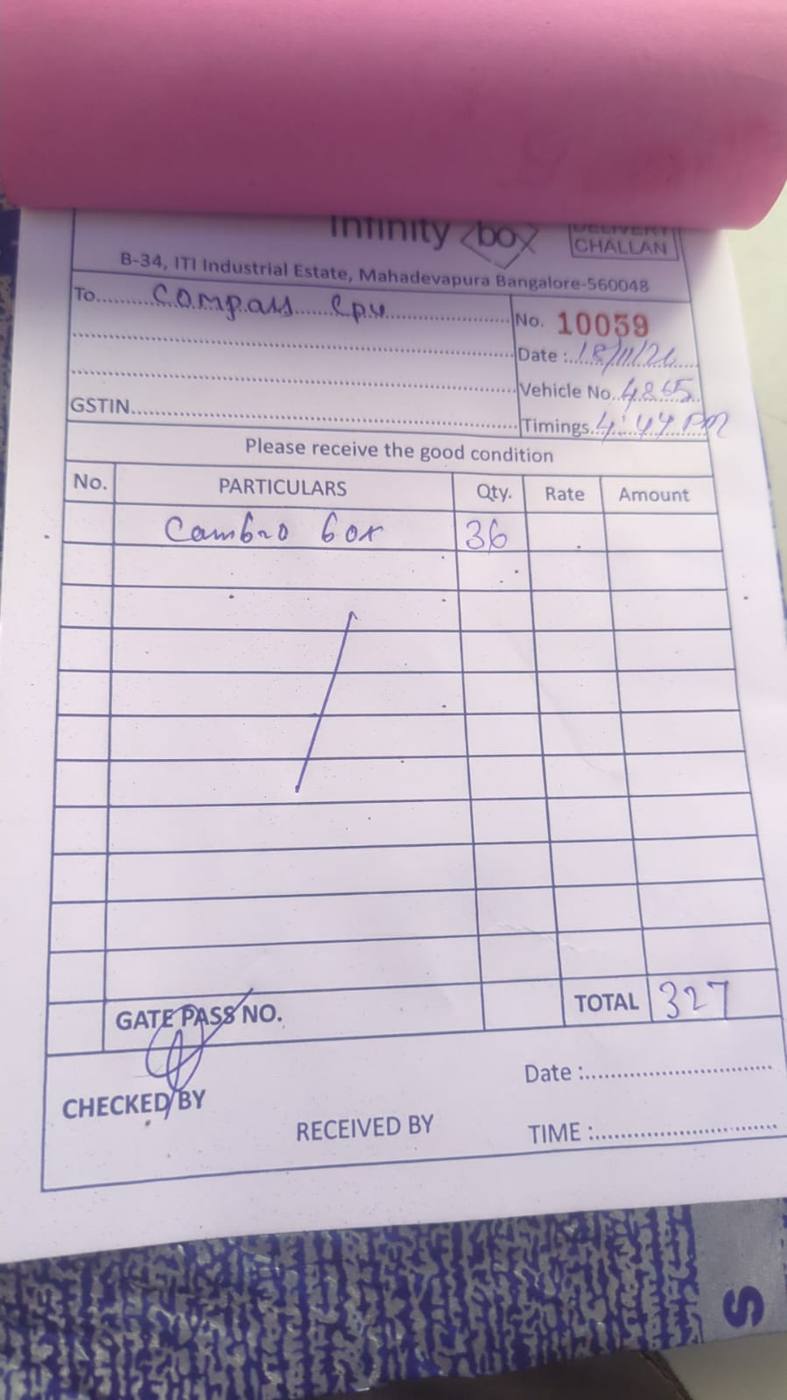 Infinity box
DELIVERY
CHALLAN
B-34, ITI Industrial Estate, Mahadevapura Bangalore-560048
To. Compass Cpu
No. 10059
Date : 18/11/
Vehicle No. 4865
GSTIN
Timings 4:44 PM
Please receive the good condition
No. PARTICULARS Qty. Rate Amount
Cambro box 36
GATE PASS NO. TOTAL 327
CHECKED BY
Date :
RECEIVED BY
TIME :
S